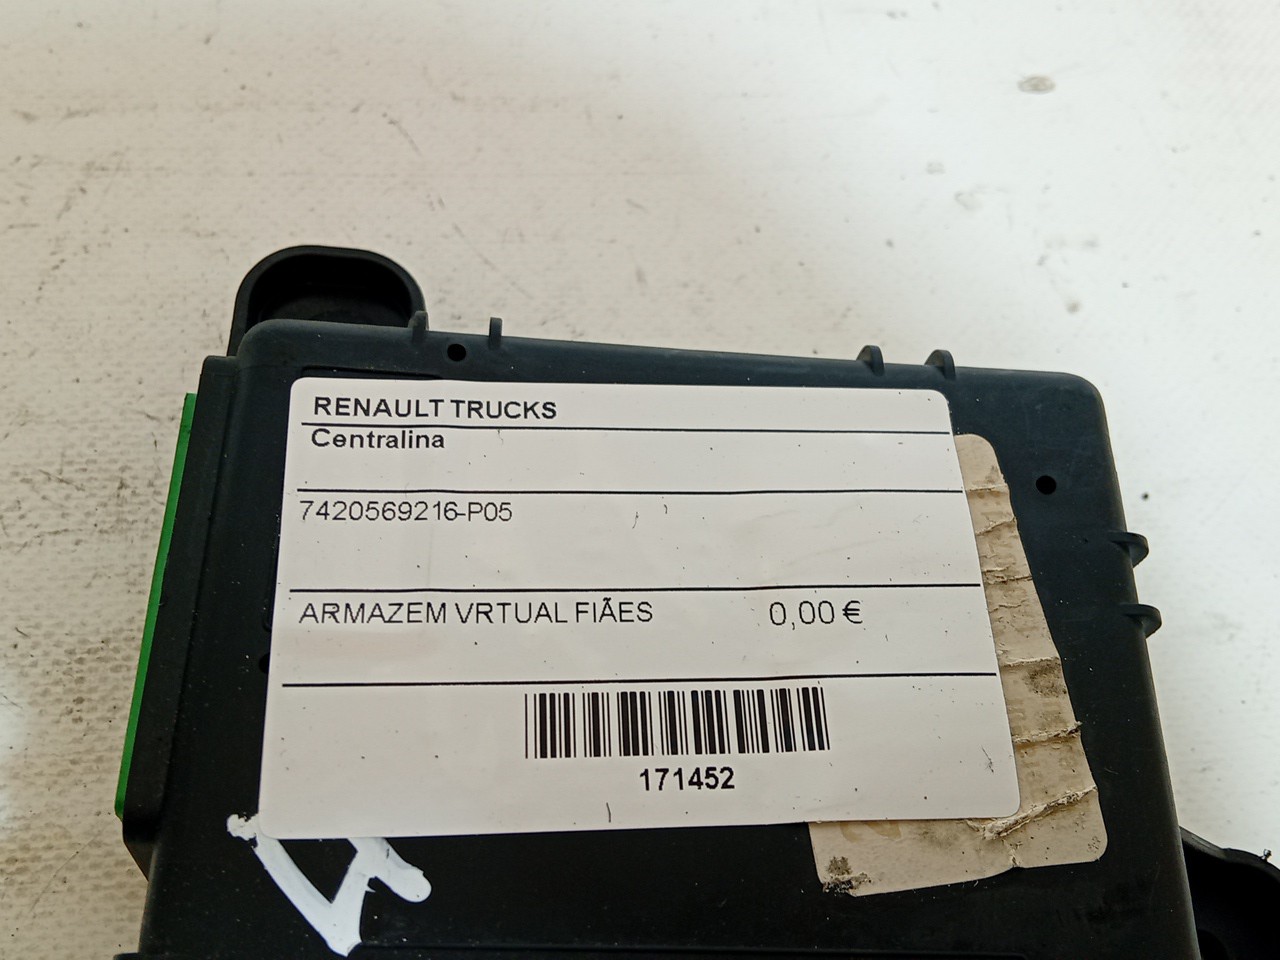 RENAULT TRUCKS
Centralina
7420569216-P05
ARMAZEM VRTUAL FIÃES 0,00 €
171452